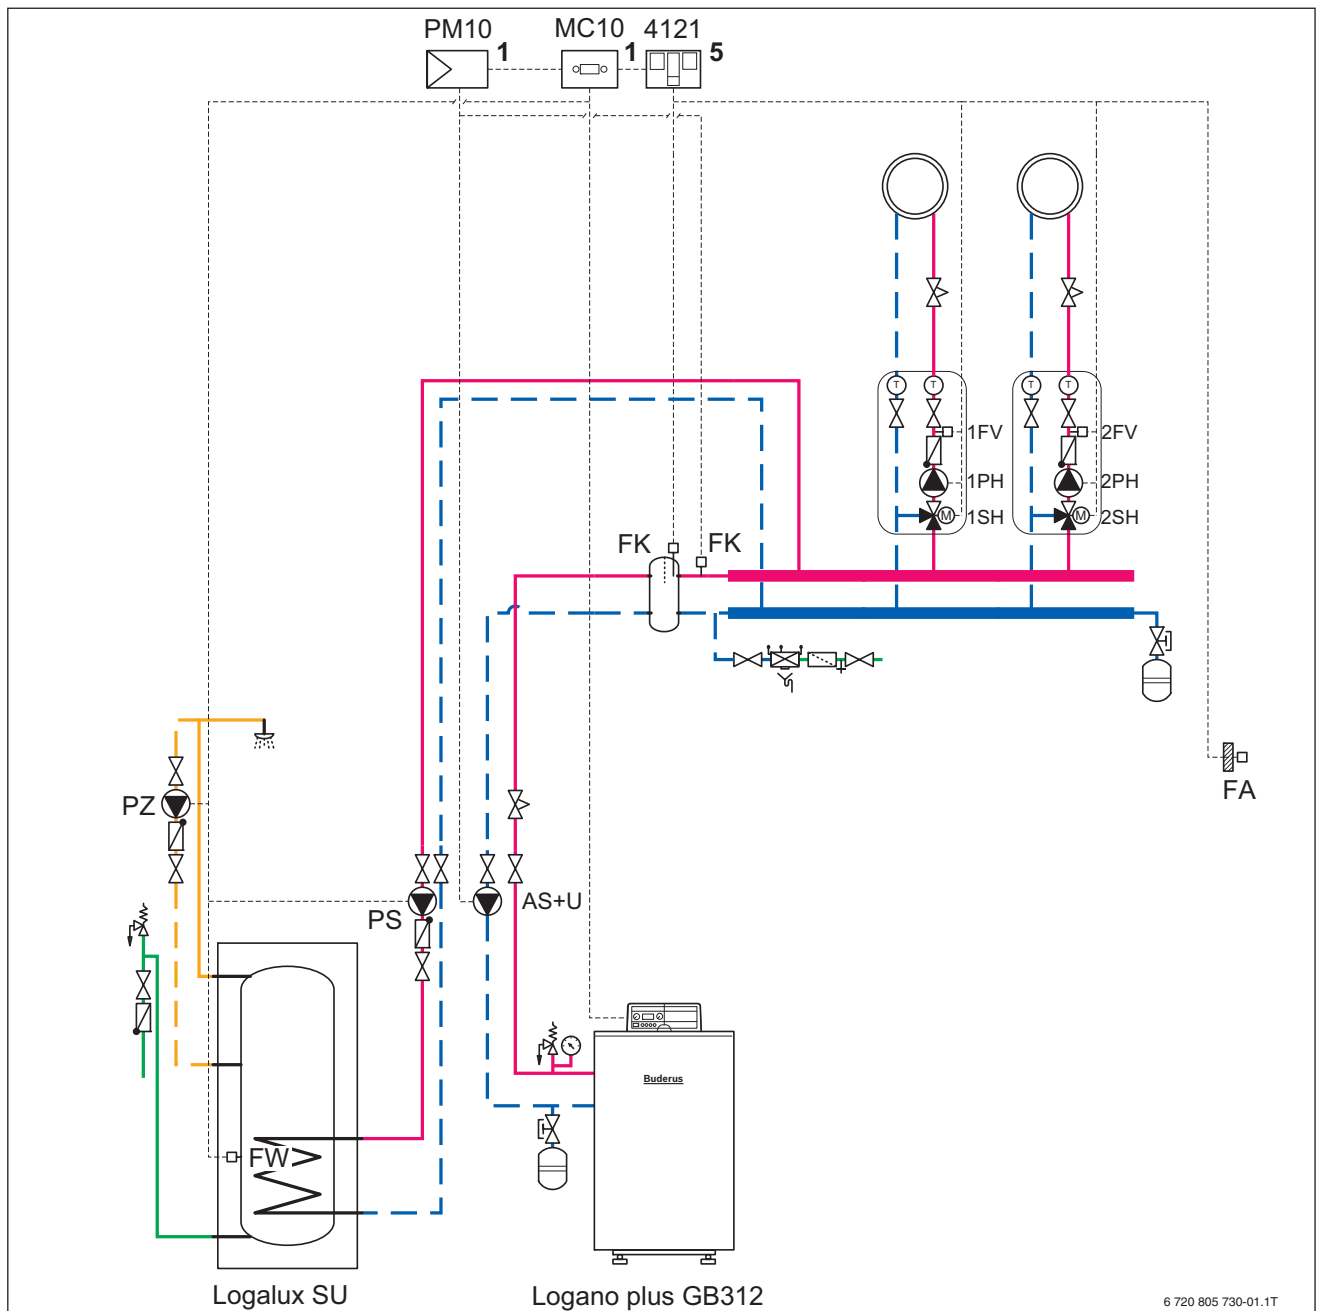 PM10 MC10 4121
1 1 5
T T T T
1FV 2FV
1PH 2PH
M 1SH M 2SH
FK FK
FA
PZ
PS AS+U
Buderus
FW
Logalux SU Logano plus GB312
6 720 805 730-01.1T